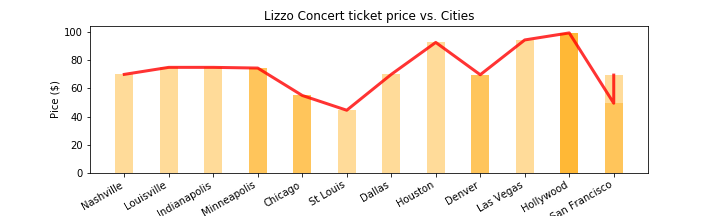 Lizzo Concert ticket price vs. Cities
Pice ($)
100
80
60
40
20
0
Nashville
Louisville
Indianapolis
Minneapolis
Chicago
St Louis
Dallas
Houston
Denver
Las Vegas
Hollywood
San Francisco